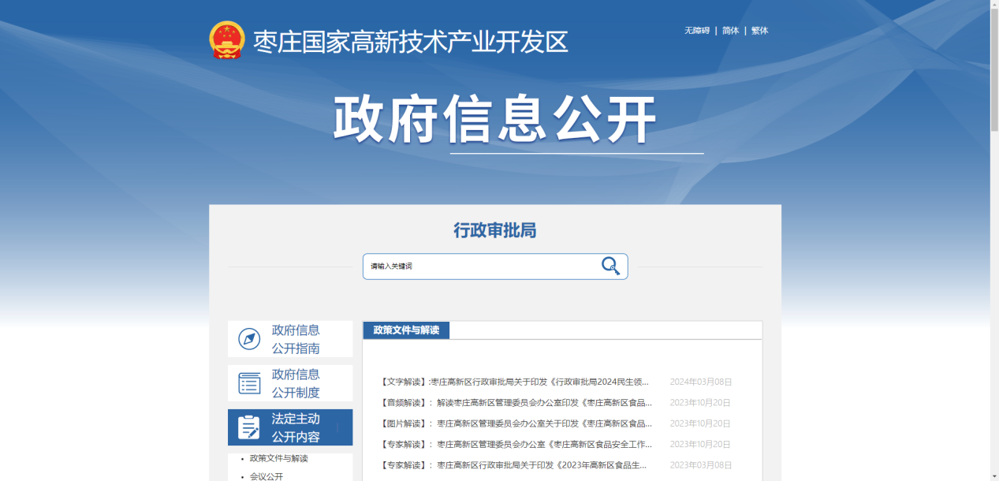 枣庄国家高新技术产业开发区
无障碍 | 简体 | 繁体
政府信息公开
行政审批局
请输入关键词
政府信息
公开指南
政府信息
公开制度
法定主动
公开内容
• 政策文件与解读
• 会议公开
政策文件与解读
【文字解读】:枣庄高新区行政审批局关于印发《行政审批局2024民生领... 2024年03月08日
【音频解读】：解读枣庄高新区管理委员会办公室印发《枣庄高新区食品... 2023年10月20日
【图片解读】：枣庄高新区管理委员会办公室关于印发《枣庄高新区食品... 2023年10月20日
【专家解读】：枣庄高新区管理委员会办公室《枣庄高新区食品安全工作... 2023年10月20日
【专家解读】：枣庄高新区行政审批局关于印发《2023年高新区食品生... 2023年03月08日